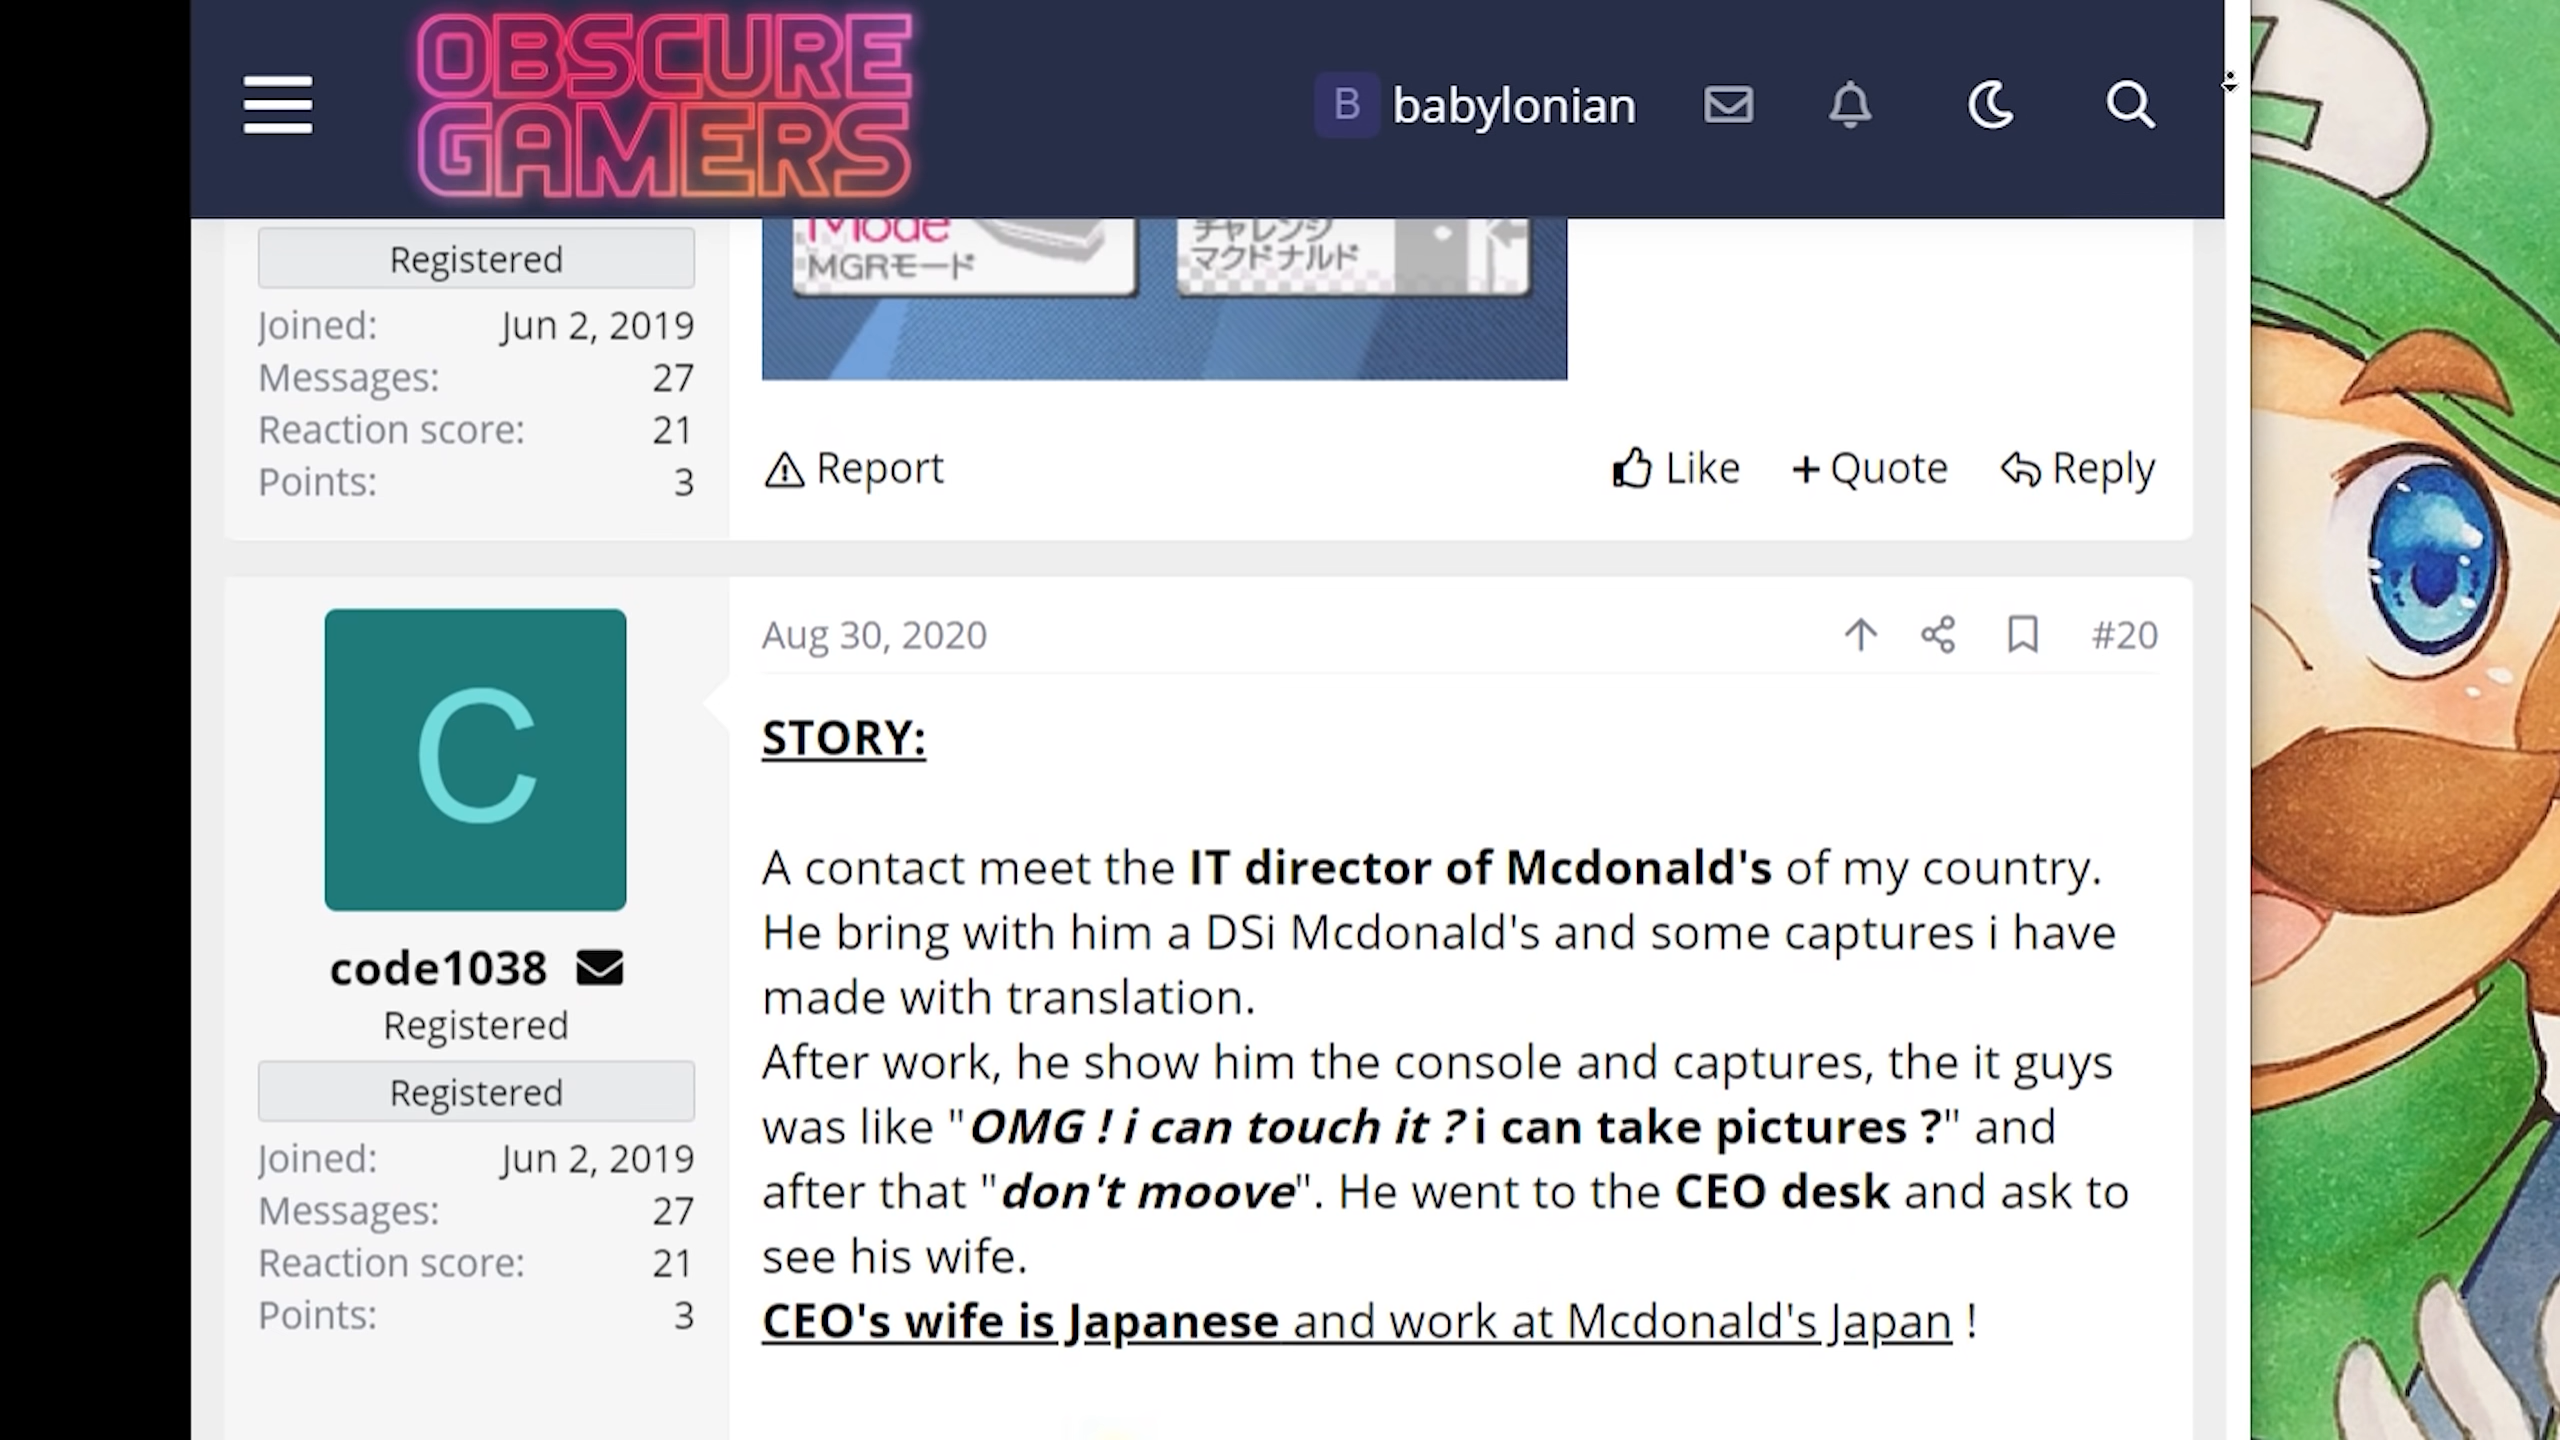 OBSCURE
GAMERS
B babylonian
Mode
MGRモード
チャレンジ
マクドナルド
Registered
Joined: Jun 2, 2019
Messages: 27
Reaction score: 21
Points: 3
Report
Like
+ Quote
Reply
C
code1038
Registered
Registered
Joined: Jun 2, 2019
Messages: 27
Reaction score: 21
Points: 3
Aug 30, 2020
#20
STORY:
A contact meet the IT director of Mcdonald's of my country.
He bring with him a DSi Mcdonald's and some captures i have
made with translation.
After work, he show him the console and captures, the it guys
was like "OMG ! i can touch it ? i can take pictures ?" and
after that "don't moove". He went to the CEO desk and ask to
see his wife.
CEO's wife is Japanese and work at Mcdonald's Japan !